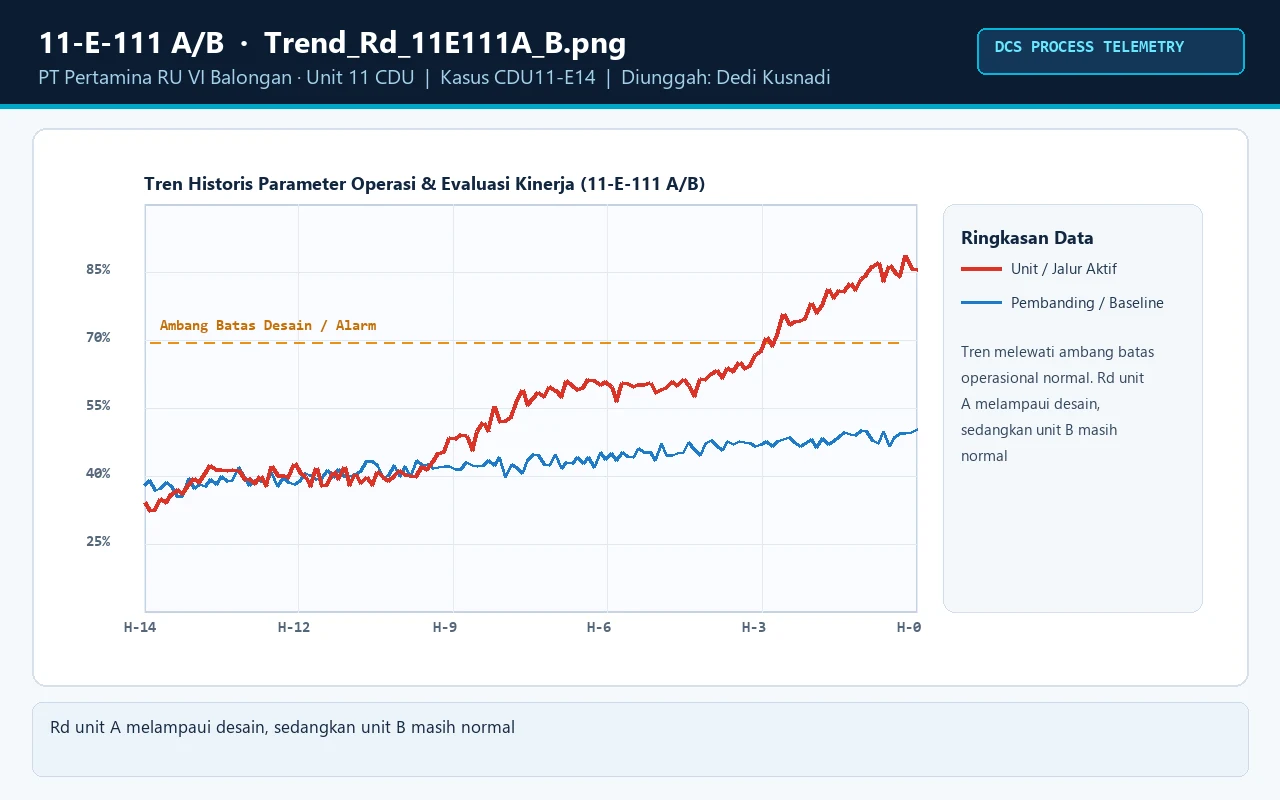 11-E-111 A/B · Trend_Rd_11E111A_B.png
PT Pertamina RU VI Balongan · Unit 11 CDU | Kasus CDU11-E14 | Diunggah: Dedi Kusnadi
DCS PROCESS TELEMETRY
Tren Historis Parameter Operasi & Evaluasi Kinerja (11-E-111 A/B)
85%
70%
55%
40%
25%
Ambang Batas Desain / Alarm
H-14
H-12
H-9
H-6
H-3
H-0
Ringkasan Data
Unit / Jalur Aktif
Pembanding / Baseline
Tren melewati ambang batas
operasional normal. Rd unit
A melampaui desain,
sedangkan unit B masih
normal
Rd unit A melampaui desain, sedangkan unit B masih normal